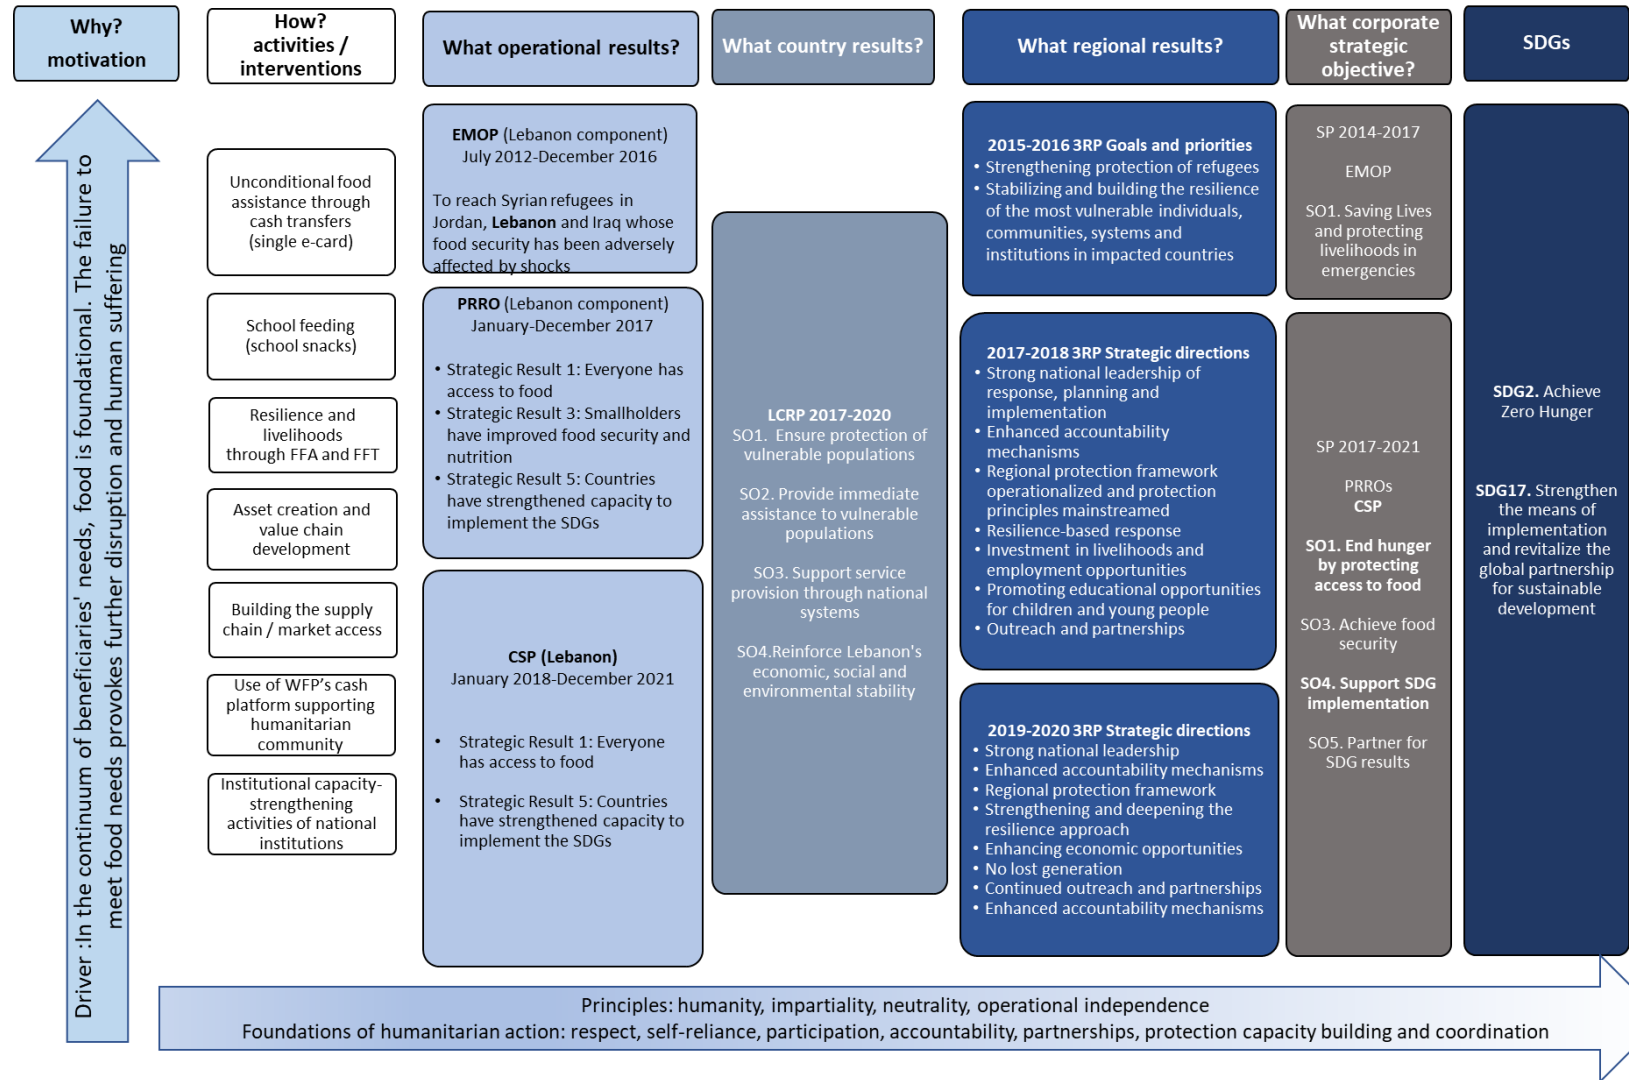 Why?
motivation
How?
activities /
interventions
What operational results?
What country results?
What regional results?
What corporate
strategic
objective?
SDGs
Driver :In the continuum of beneficiaries' needs, food is foundational. The failure to
meet food needs provokes further disruption and human suffering
Unconditional food
assistance through
cash transfers
(single e-card)
School feeding
(school snacks)
Resilience and
livelihoods
through FFA and FFT
Asset creation and
value chain
development
Building the supply
chain / market access
Use of WFP's cash
platform supporting
humanitarian
community
Institutional capacity-
strengthening
activities of national
institutions
EMOP (Lebanon component)
July 2012-December 2016
To reach Syrian refugees in
Jordan, Lebanon and Iraq whose
food security has been adversely
affected by shocks
PRRO (Lebanon component)
January-December 2017
• Strategic Result 1: Everyone has
access to food
• Strategic Result 3: Smallholders
have improved food security and
nutrition
• Strategic Result 5: Countries
have strengthened capacity to
implement the SDGs
CSP (Lebanon)
January 2018-December 2021
• Strategic Result 1: Everyone
has access to food
• Strategic Result 5: Countries
have strengthened capacity to
implement the SDGs
LCRP 2017-2020
SO1. Ensure protection of
vulnerable populations
SO2. Provide immediate
assistance to vulnerable
populations
SO3. Support service
provision through national
systems
SO4.Reinforce Lebanon's
economic, social and
environmental stability
2015-2016 3RP Goals and priorities
• Strengthening protection of refugees
• Stabilizing and building the resilience
of the most vulnerable individuals,
communities, systems and
institutions in impacted countries
2017-2018 3RP Strategic directions
• Strong national leadership of
response, planning and
implementation
• Enhanced accountability
mechanisms
• Regional protection framework
operationalized and protection
principles mainstreamed
• Resilience-based response
• Investment in livelihoods and
employment opportunities
• Promoting educational opportunities
for children and young people
• Outreach and partnerships
2019-2020 3RP Strategic directions
• Strong national leadership
• Enhanced accountability mechanisms
• Regional protection framework
• Strengthening and deepening the
resilience approach
• Enhancing economic opportunities
• No lost generation
• Continued outreach and partnerships
• Enhanced accountability mechanisms
SP 2014-2017
EMOP
SO1. Saving Lives
and protecting
livelihoods in
emergencies
SP 2017-2021
PRROs
CSP
SO1. End hunger
by protecting
access to food
SO3. Achieve food
security
SO4. Support SDG
implementation
SO5. Partner for
SDG results
SDG2. Achieve
Zero Hunger
SDG17. Strengthen
the means of
implementation
and revitalize the
global partnership
for sustainable
development
Principles: humanity, impartiality, neutrality, operational independence
Foundations of humanitarian action: respect, self-reliance, participation, accountability, partnerships, protection capacity building and coordination